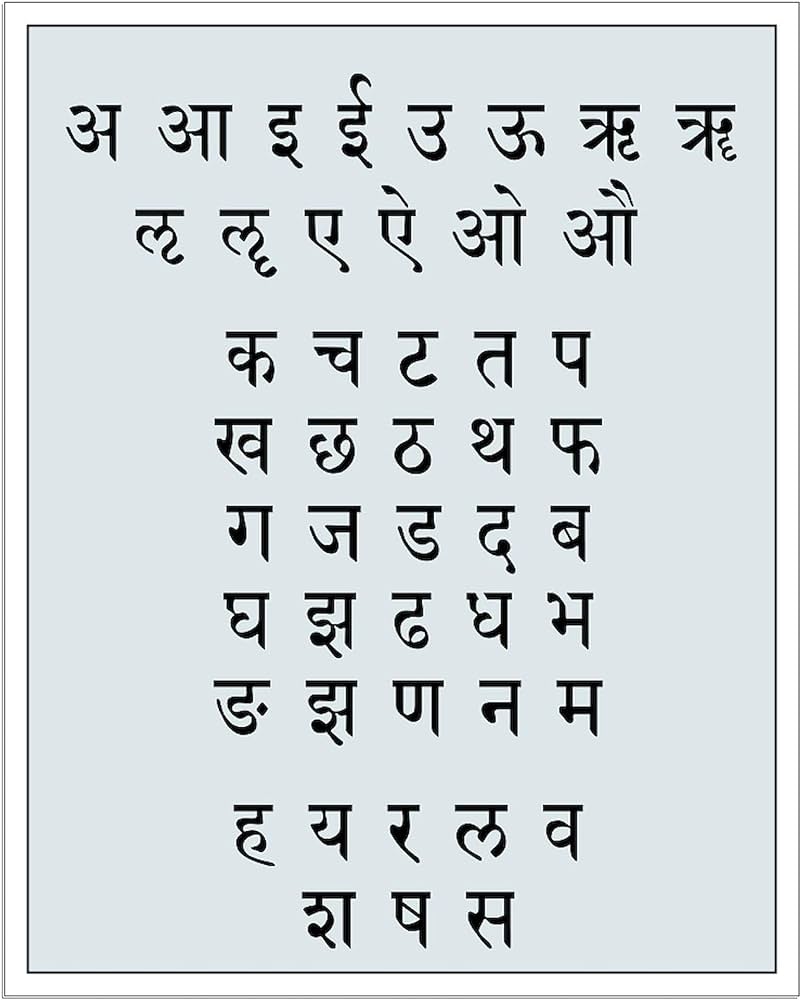 अ आ इ ई उ ऊ ऋ ॠ
ऌ ॡ ए ऐ ओ औ
क च ट त प
ख छ ठ थ फ
ग ज ड द ब
घ झ ढ ध भ
ङ झ ण न म
ह य र ल व
श ष स